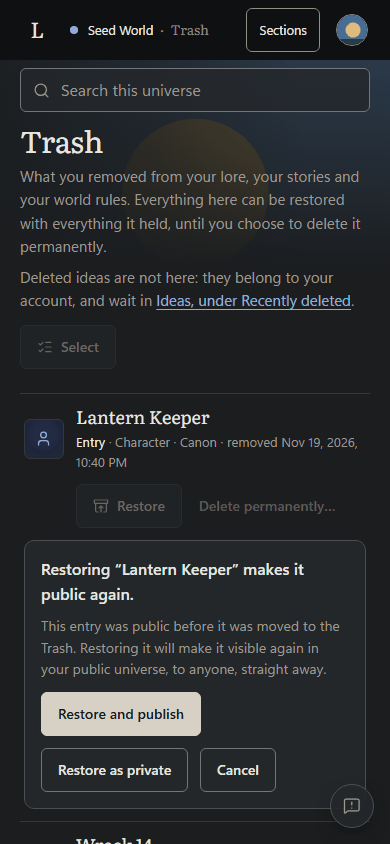 L Seed World · Trash Sections
Search this universe
Trash
What you removed from your lore, your stories and
your world rules. Everything here can be restored
with everything it held, until you choose to delete it
permanently.
Deleted ideas are not here: they belong to your
account, and wait in Ideas, under Recently deleted.
Select
Lantern Keeper
Entry · Character · Canon · removed Nov 19, 2026,
10:40 PM
Restore Delete permanently...
Restoring “Lantern Keeper” makes it
public again.
This entry was public before it was moved to the
Trash. Restoring it will make it visible again in
your public universe, to anyone, straight away.
Restore and publish
Restore as private Cancel